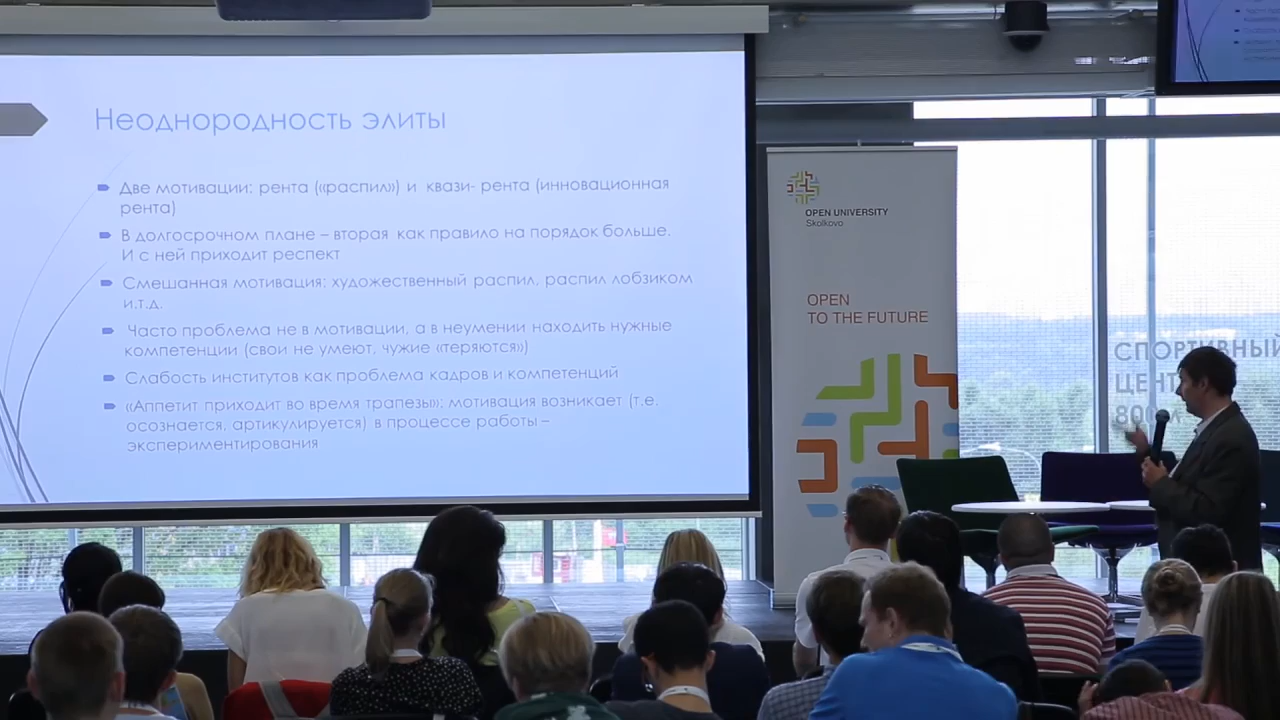 Неоднородность элиты
Две мотивации: рента («распил») и квази- рента (инновационная
рента)
В долгосрочном плане – вторая как правило на порядок больше.
И с ней приходит респект
Смешанная мотивация: художественный распил, распил лобзиком
и.т.д.
Часто проблема не в мотивации, а в неумении находить нужные
компетенции (свои не умеют, чужие «теряются»)
Слабость институтов как проблема кадров и компетенций
«Аппетит приходит во время трапезы»: мотивация возникает (т.е.
осознается, артикулируется) в процессе работы –
экспериментирования
OPEN UNIVERSITY
Skolkovo
OPEN
TO THE FUTURE
СПОРТИВНЫЙ
ЦЕНТ
800